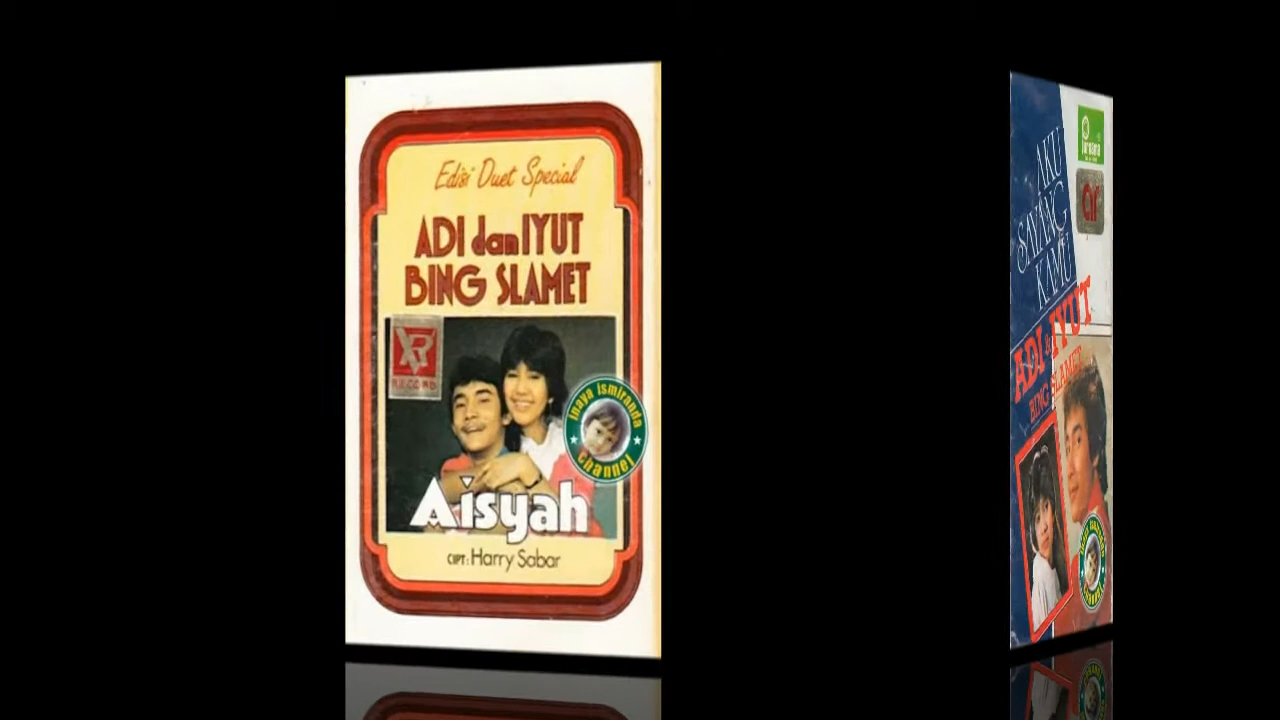 Edisi Duet Special
ADI dan IYUT
BING SLAMET
XR
RECORD
inaya ismiranda
channel
Aisyah
CIPT: Harry Sabar
AKU
SAYANG
KAMU
ADI & IYUT
BING SLAMET